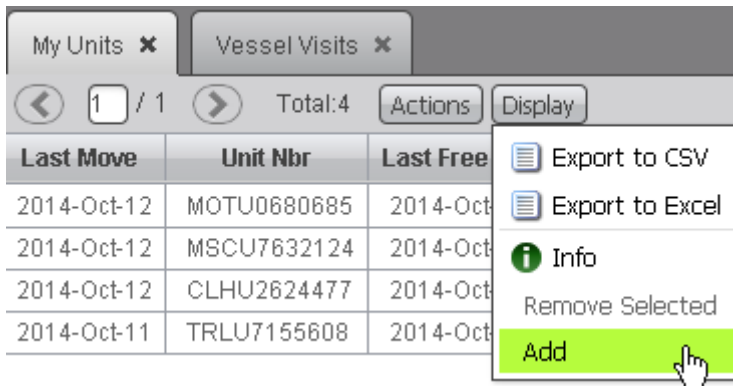 My Units Vessel Visits
1 / 1 Total:4 Actions Display
Last Move Unit Nbr Last Free
2014-Oct-12 MOTU0680685 2014-Oct
2014-Oct-12 MSCU7632124 2014-Oct
2014-Oct-12 CLHU2624477 2014-Oct
2014-Oct-11 TRLU7155608 2014-Oct
Export to CSV
Export to Excel
Info
Remove Selected
Add